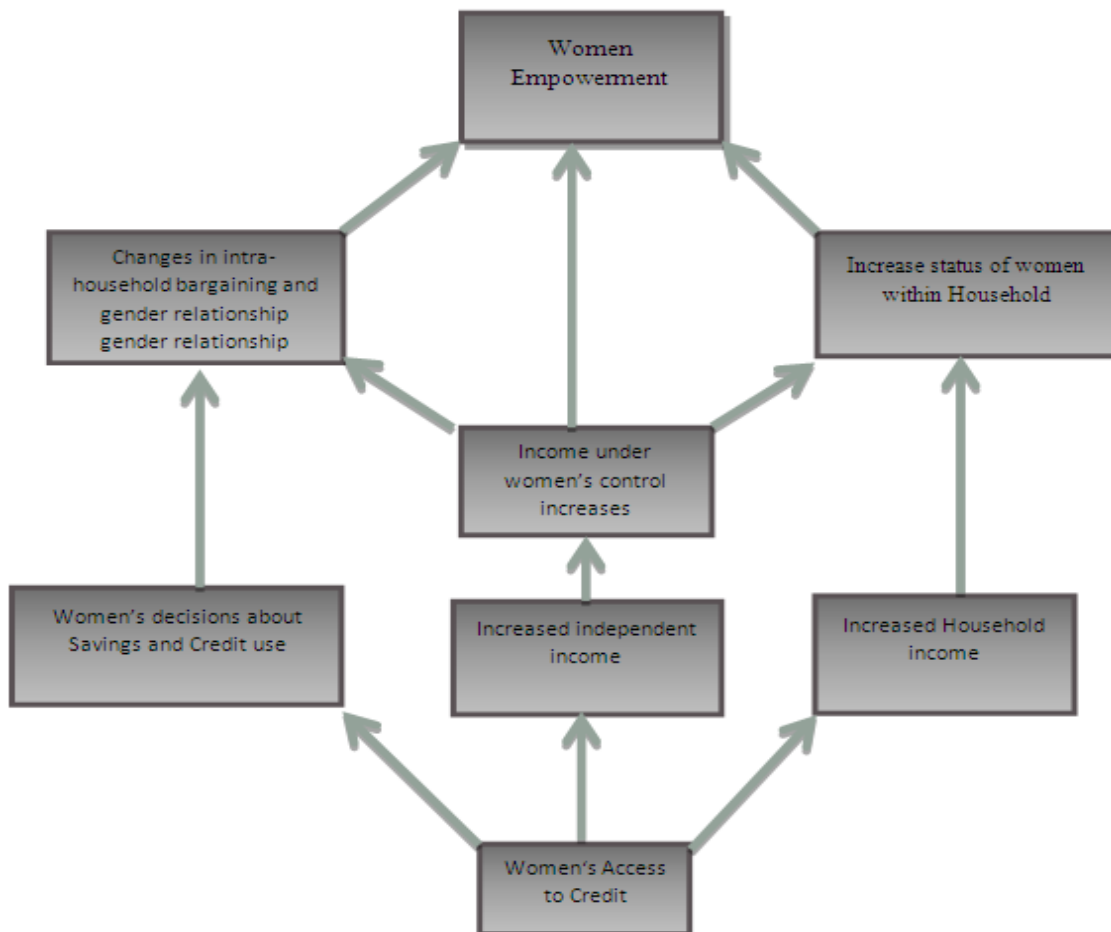 Women
Empowerment
Changes in intra-
household bargaining and
gender relationship
gender relationship
Increase status of women
within Household
Income under
women's control
increases
Women's decisions about
Savings and Credit use
Increased independent
income
Increased Household
income
Women's Access
to Credit